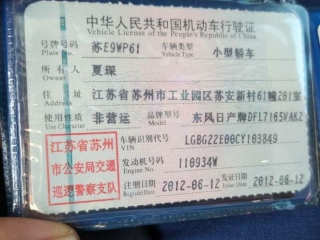 中华人民共和国机动车行驶证
Vehicle License of the People's Republic of China
号牌号码 苏E9WP61 车辆类型 小型轿车
Plate No. Vehicle Type
所有人 夏琛
Owner
住址 江苏省苏州市工业园区苏安新村61幢201室
Address
使用性质 非营运 品牌型号 东风日产牌DFL7165VAK2
Use Character Model
江苏省苏州
市公安局交通
巡逻警察支队
车辆识别代号 LGBG22E00CY103849
VIN
发动机号码 110934W
Engine No.
注册日期 2012-06-12 发证日期 2012-06-12
Register Date Issue Date